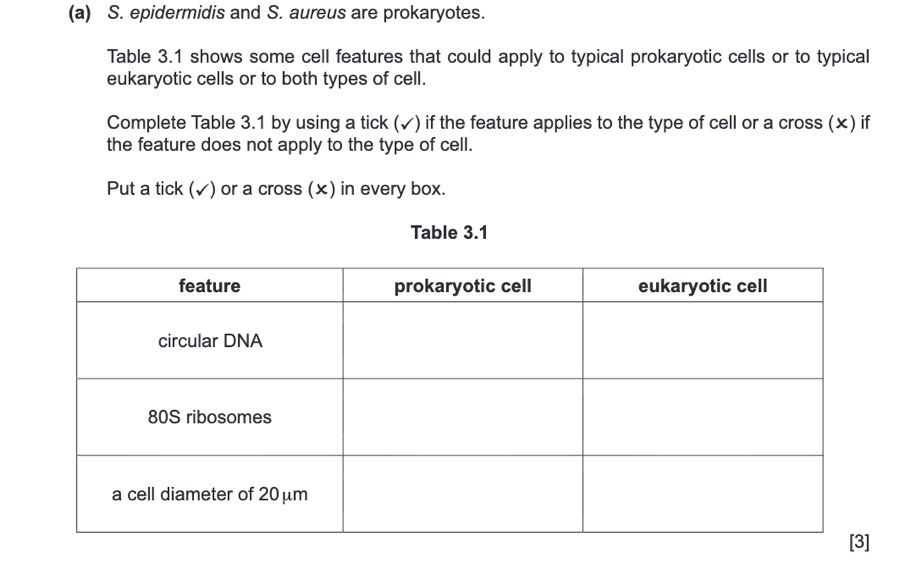 (a) S. epidermidis and S. aureus are prokaryotes.
Table 3.1 shows some cell features that could apply to typical prokaryotic cells or to typical
eukaryotic cells or to both types of cell.
Complete Table 3.1 by using a tick (✓) if the feature applies to the type of cell or a cross (✗) if
the feature does not apply to the type of cell.
Put a tick (✓) or a cross (✗) in every box.
Table 3.1
feature prokaryotic cell eukaryotic cell
circular DNA
80S ribosomes
a cell diameter of 20 μm
[3]